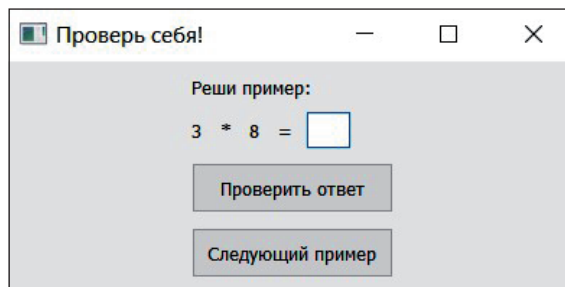 Проверь себя!
Реши пример:
3 * 8 =
Проверить ответ
Следующий пример